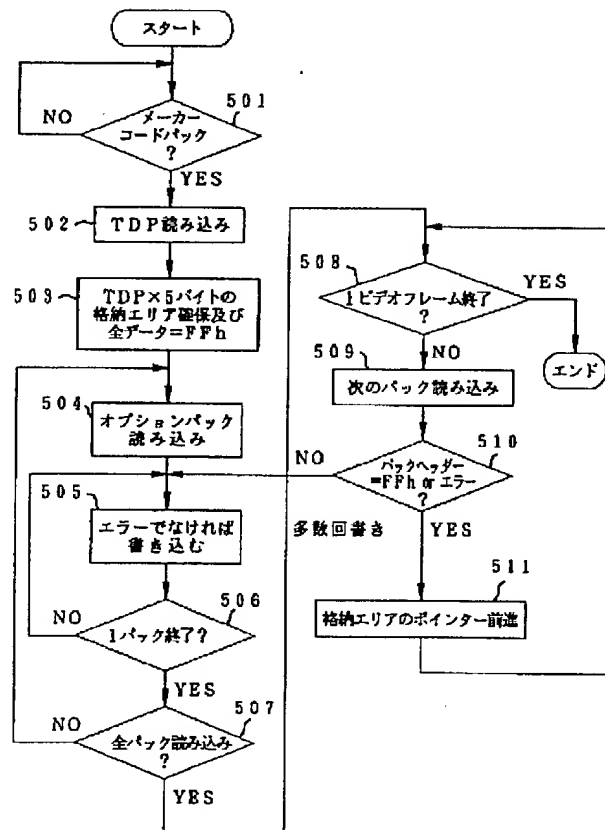 スタート
501
メーカー
コードパック
?
NO
YES
502
TDP読み込み
503
TDP×5バイトの
格納エリア確保及び
全データ=FFh
504
オプションパック
読み込み
505
エラーでなければ
書き込む
506
1パック終了?
NO
YES
507
全パック読み込み
?
NO
YES
508
1ビデオフレーム終了
?
YES
エンド
NO
509
次のパック読み込み
510
パックヘッダー
=FFh or エラー
?
NO
多数回書き
YES
511
格納エリアのポインター前進